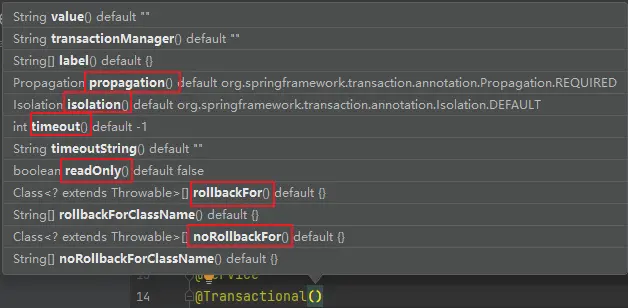 String value() default ""
String transactionManager() default ""
String[] label() default {}
Propagation propagation() default org.springframework.transaction.annotation.Propagation.REQUIRED
Isolation isolation() default org.springframework.transaction.annotation.Isolation.DEFAULT
int timeout() default -1
String timeoutString() default ""
boolean readOnly() default false
Class<? extends Throwable>[] rollbackFor() default {}
String[] rollbackForClassName() default {}
Class<? extends Throwable>[] noRollbackFor() default {}
String[] noRollbackForClassName() default {}
14 @Transactional()